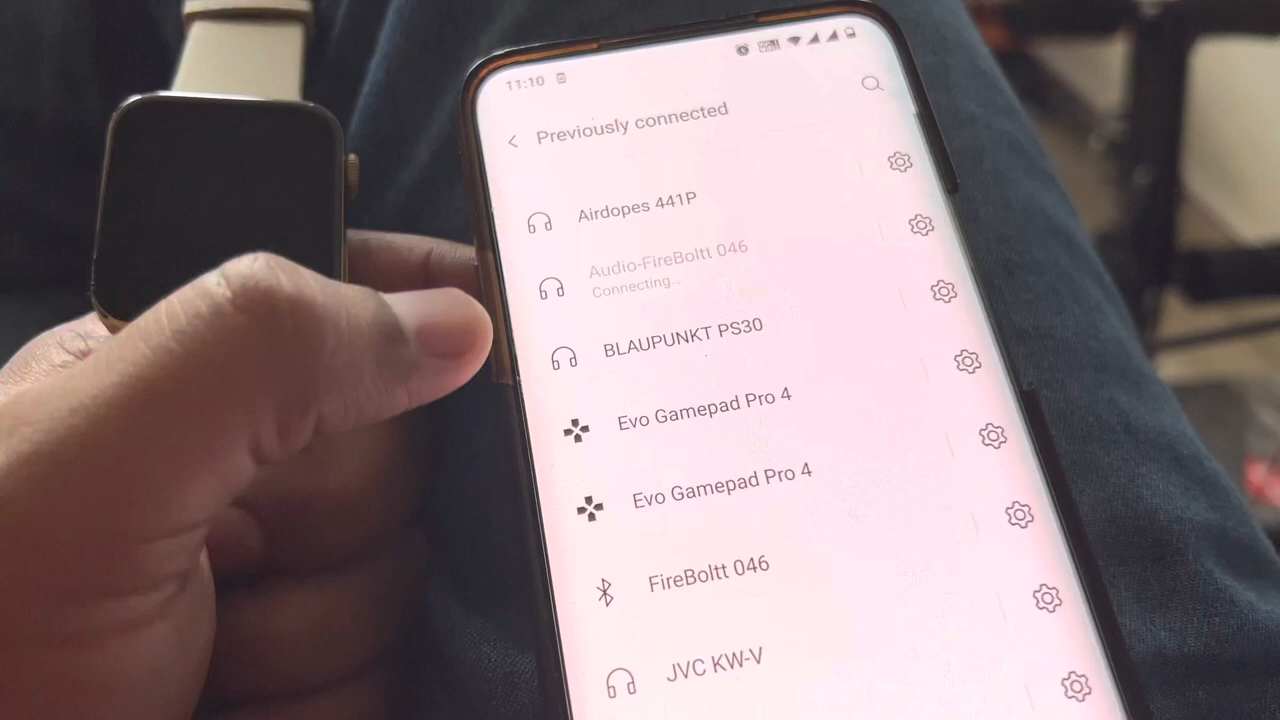 11:10
Previously connected
Airdopes 441P
Audio-FireBoltt 046
Connecting...
BLAUPUNKT PS30
Evo Gamepad Pro 4
Evo Gamepad Pro 4
FireBoltt 046
JVC KW-V